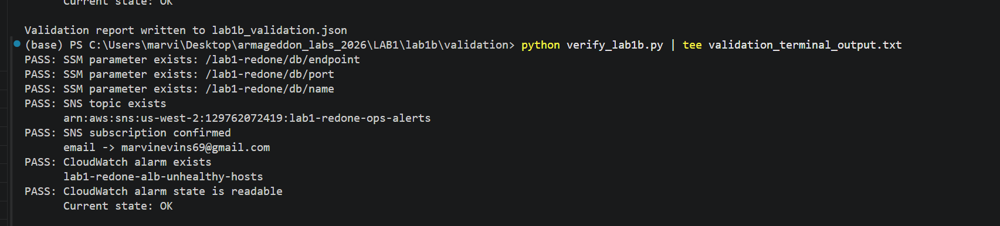 Current state: OK
Validation report written to lab1b_validation.json
(base) PS C:\Users\marvi\Desktop\armageddon_labs_2026\LAB1\lab1b\validation> python verify_lab1b.py | tee validation_terminal_output.txt
PASS: SSM parameter exists: /lab1-redone/db/endpoint
PASS: SSM parameter exists: /lab1-redone/db/port
PASS: SSM parameter exists: /lab1-redone/db/name
PASS: SNS topic exists
arn:aws:sns:us-west-2:129762072419:lab1-redone-ops-alerts
PASS: SNS subscription confirmed
email -> marvinevins69@gmail.com
PASS: CloudWatch alarm exists
lab1-redone-alb-unhealthy-hosts
PASS: CloudWatch alarm state is readable
Current state: OK